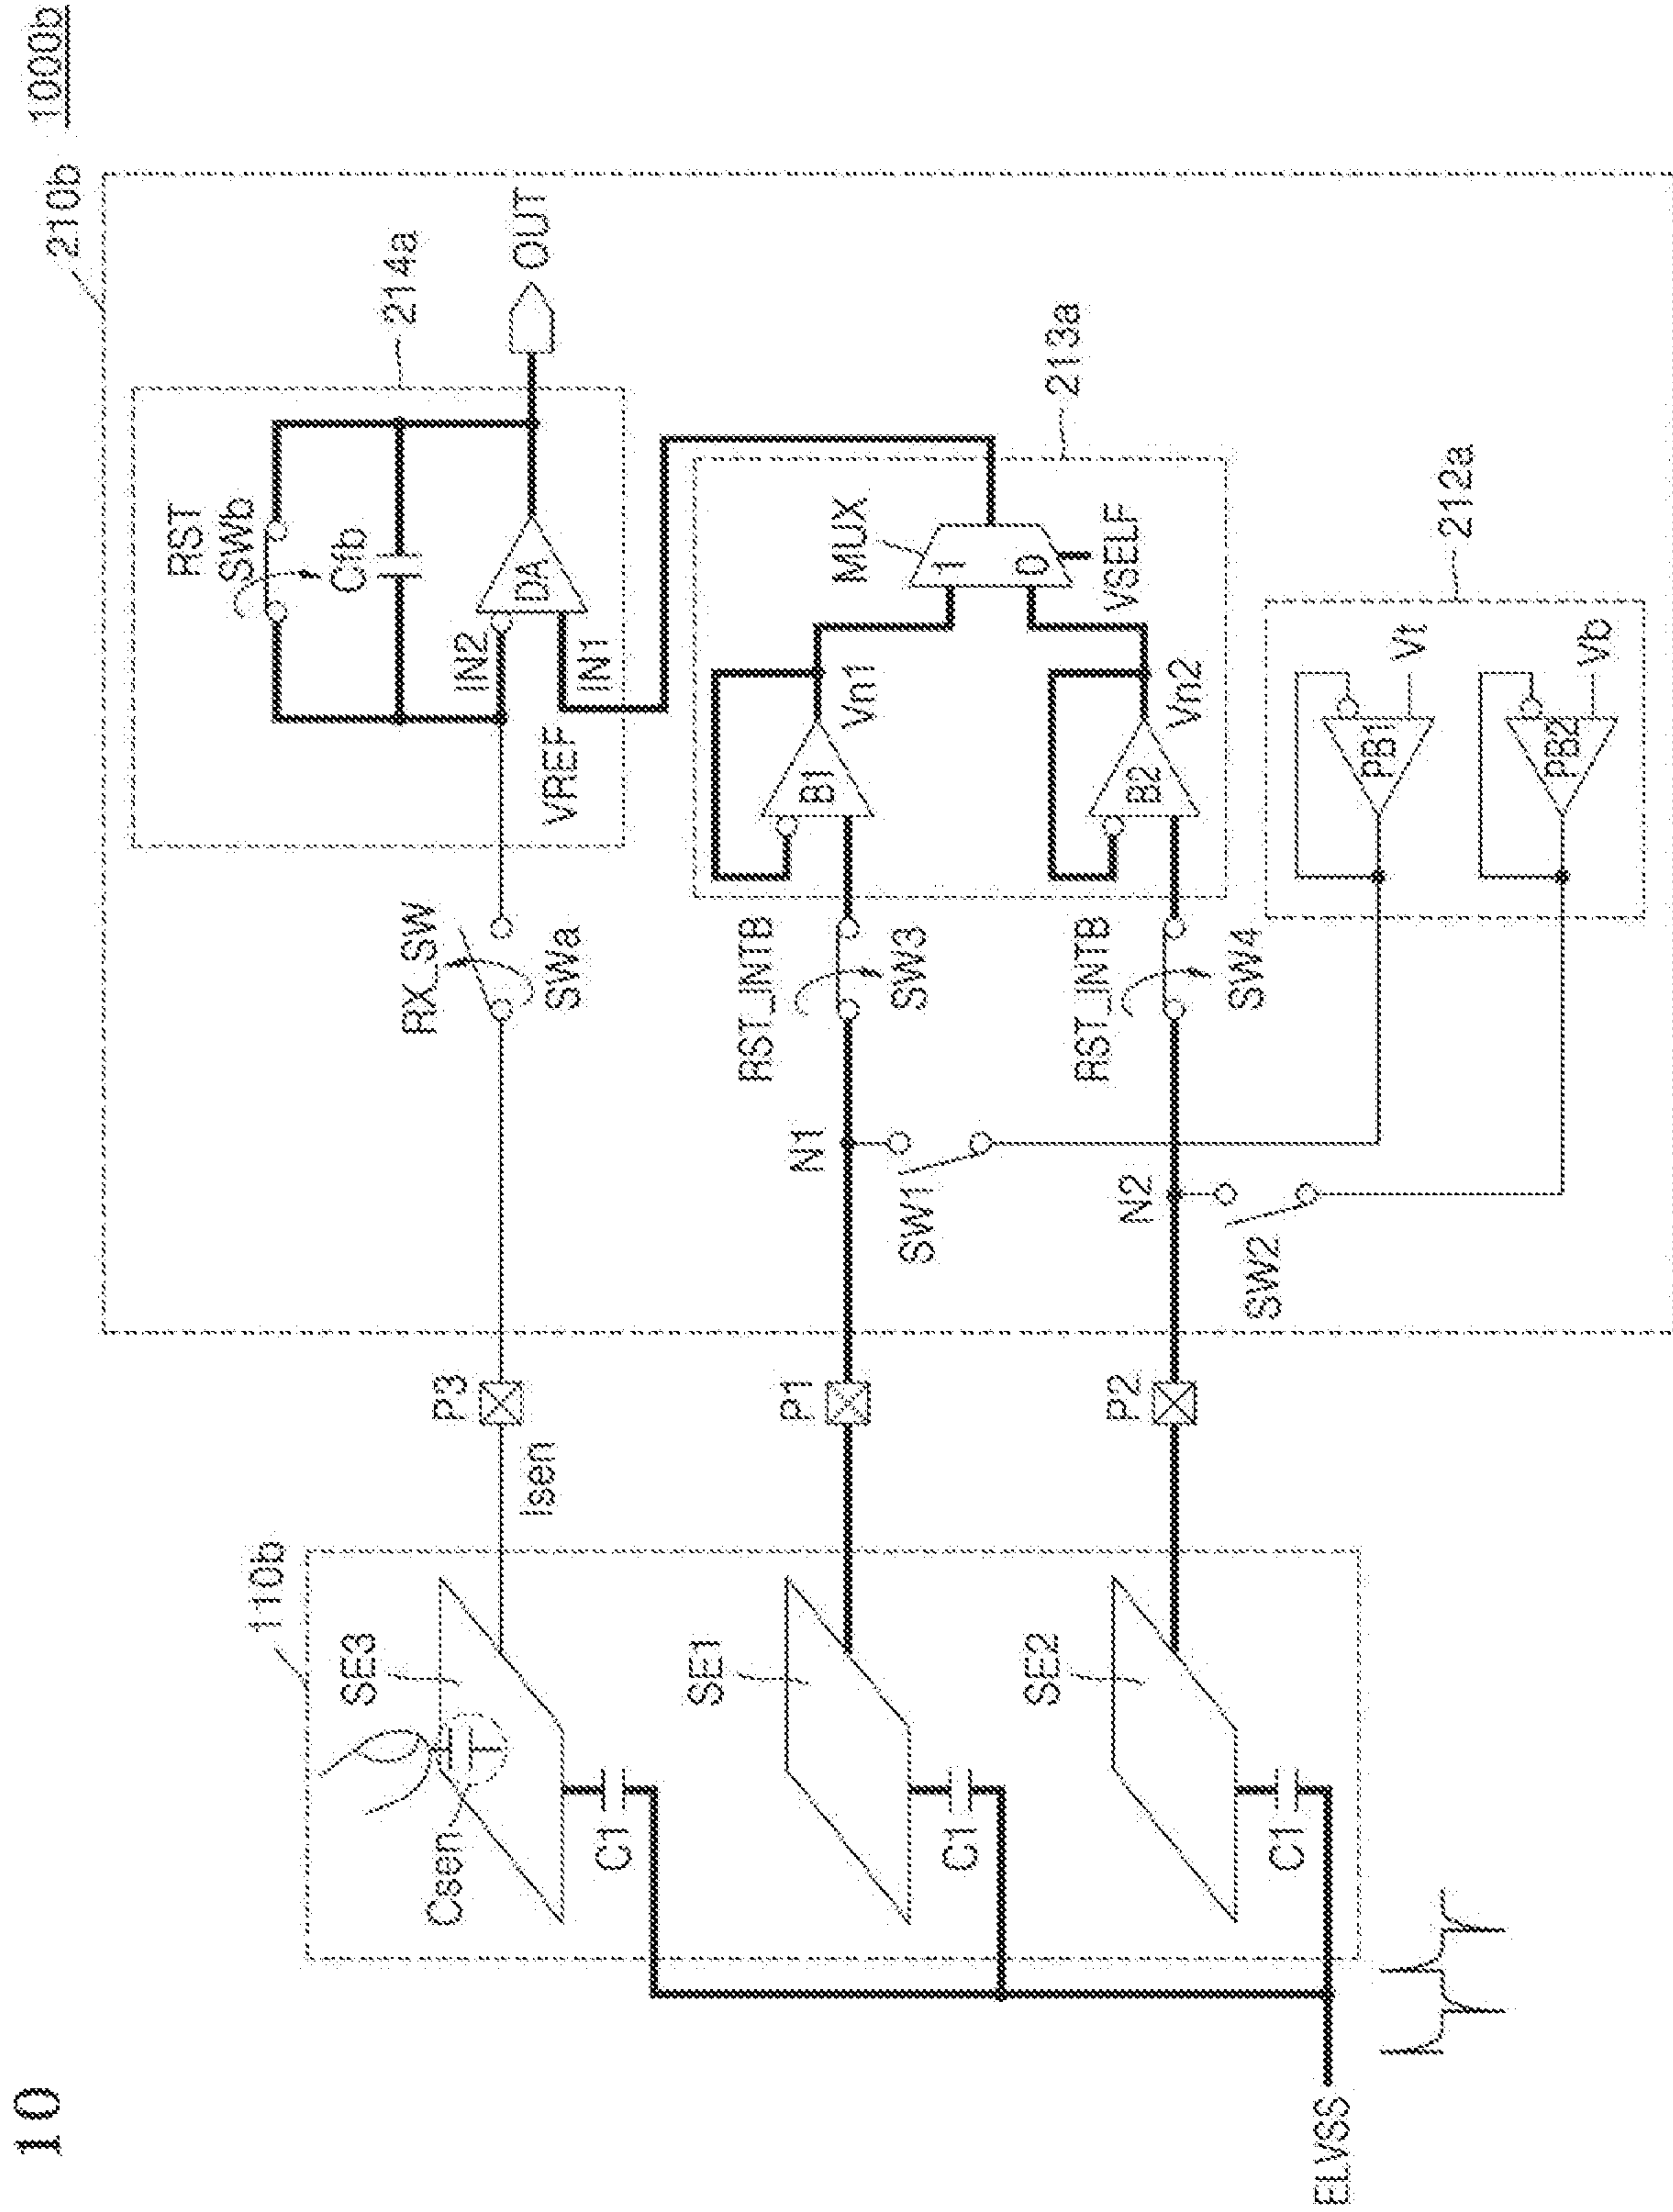 10
1000b
210b
110b
214a
RST
SWb
Cfb
SE3
Csen
C1
P3
Isen
RX_SW
SWa
IN2
DA
IN1
VREF
OUT
213a
SE1
C1
P1
N1
RST_INTB
SW3
B1
Vn1
MUX
1
0
VSELF
SW1
SE2
C1
P2
N2
RST_INTB
SW4
B2
Vn2
SW2
212a
PB1
Vt
PB2
Vb
ELVSS